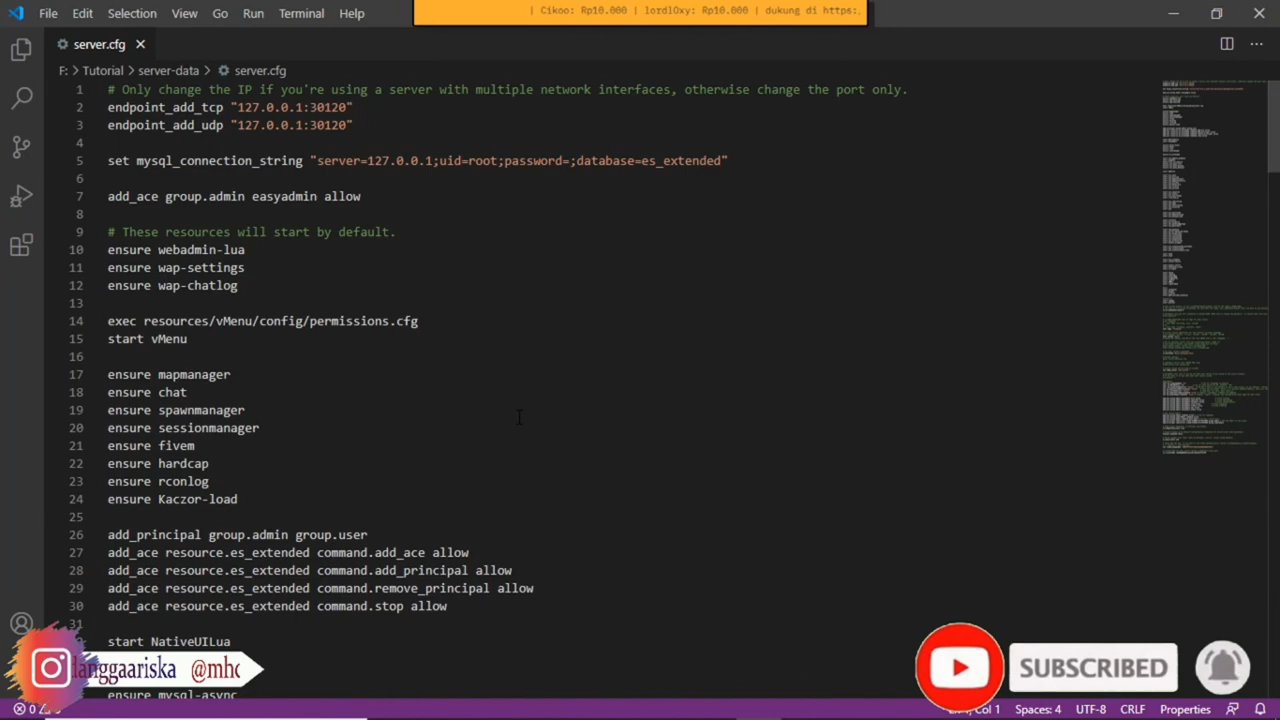 File Edit Selection View Go Run Terminal Help
| Cikoo: Rp10.000 | lordl0xy: Rp10.000 | dukung di https:
server.cfg
F: > Tutorial > server-data > server.cfg
1 # Only change the IP if you're using a server with multiple network interfaces, otherwise change the port only.
2 endpoint_add_tcp "127.0.0.1:30120"
3 endpoint_add_udp "127.0.0.1:30120"
4
5 set mysql_connection_string "server=127.0.0.1;uid=root;password=;database=es_extended"
6
7 add_ace group.admin easyadmin allow
8
9 # These resources will start by default.
10 ensure webadmin-lua
11 ensure wap-settings
12 ensure wap-chatlog
13
14 exec resources/vMenu/config/permissions.cfg
15 start vMenu
16
17 ensure mapmanager
18 ensure chat
19 ensure spawnmanager
20 ensure sessionmanager
21 ensure fivem
22 ensure hardcap
23 ensure rconlog
24 ensure Kaczor-load
25
26 add_principal group.admin group.user
27 add_ace resource.es_extended command.add_ace allow
28 add_ace resource.es_extended command.add_principal allow
29 add_ace resource.es_extended command.remove_principal allow
30 add_ace resource.es_extended command.stop allow
31
start NativeUILua
langgaariska @mhc
SUBSCRIBED
ensure mysql-async
0 Col 1 Spaces: 4 UTF-8 CRLF Properties